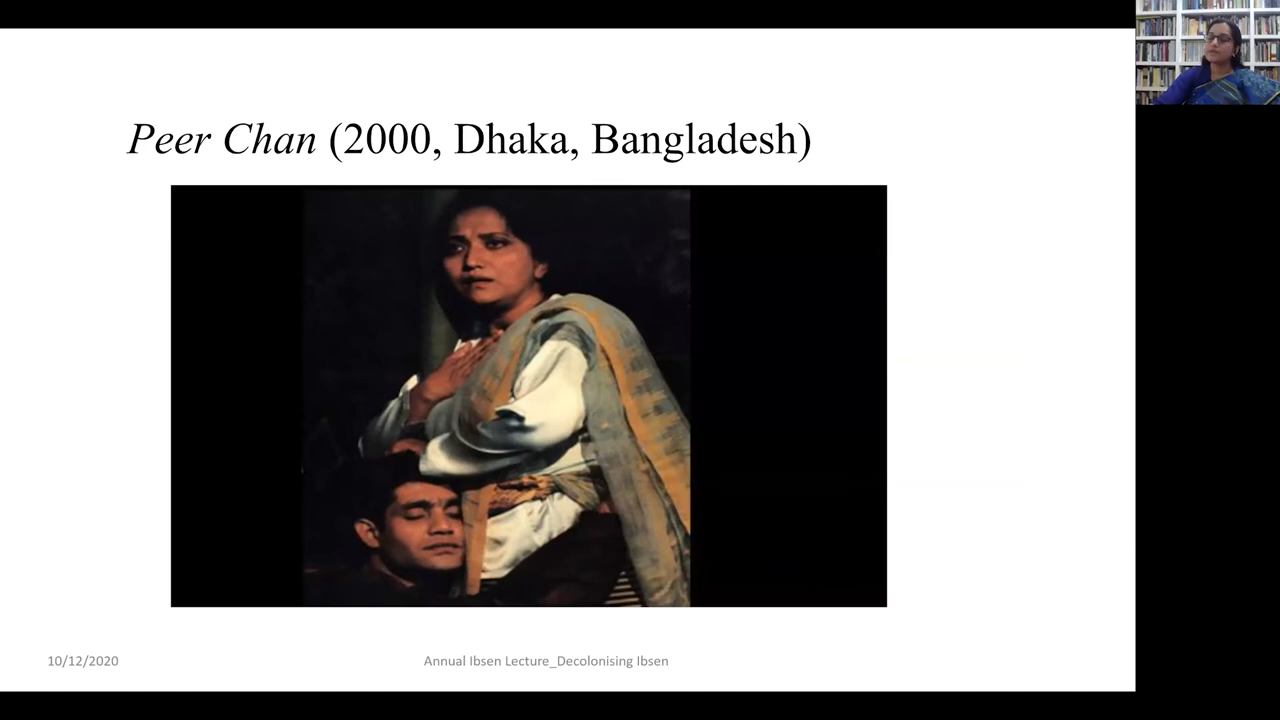 Peer Chan (2000, Dhaka, Bangladesh)
10/12/2020
Annual Ibsen Lecture_Decolonising Ibsen